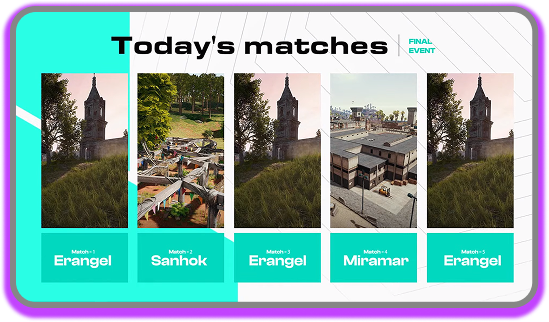 Today's matches
FINAL
EVENT
Match - 1
Erangel
Match - 2
Sanhok
Match - 3
Erangel
Match - 4
Miramar
Match - 5
Erangel